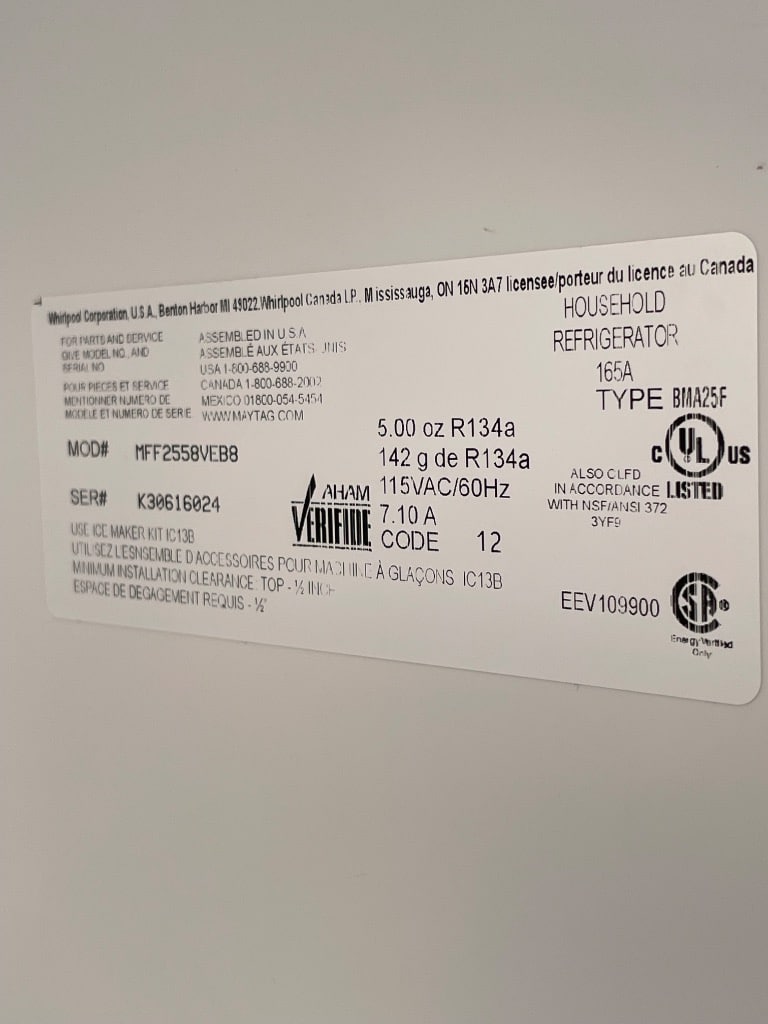 Whirlpool Corporation, U.S.A., Benton Harbor MI 49022.Whirlpool Canada LP., Mississauga, ON 16N 3A7 licensee/porteur du licence au Canada
FOR PARTS AND SERVICE
GIVE MODEL NO., AND
SERIAL NO
POUR PIECES ET SERVICE
MENTIONNER NUMERO DE
MODELE ET NUMERO DE SERIE
ASSEMBLED IN U.S.A
ASSEMBLÉ AUX ÉTATS-UNIS
USA 1-800-688-9900
CANADA 1-800-688-2002
MEXICO 01800-054-5454
WWW.MAYTAG.COM
HOUSEHOLD
REFRIGERATOR
165A
TYPE BMA25F
MOD# MFF2558VEB8
SER# K30616024
5.00 oz R134a
142 g de R134a
115VAC/60Hz
7.10 A
CODE 12
AHAM
VERIFIDE
C UL US
LISTED
ALSO CLFD
IN ACCORDANCE
WITH NSF/ANSI 372
3YF9
USE ICE MAKER KIT IC13B
UTILISEZ L'ESNSEMBLE D'ACCESSOIRES POUR MACHINE À GLAÇONS IC13B
MINIMUM INSTALLATION CLEARANCE TOP - ½ INCH
ESPACE DE DEGAGEMENT REQUIS - ½"
EEV109900
SA ®
Energy Verified
Only